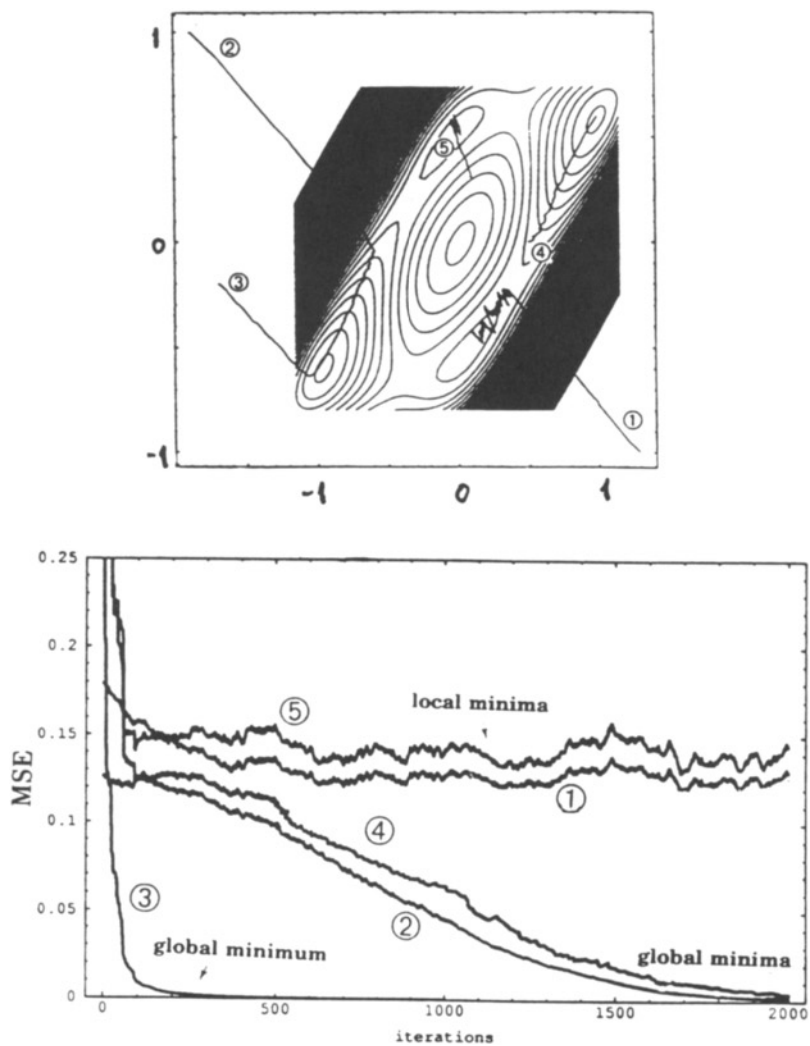 1
②
⑤
0
④
③
①
-1
-1 0 1
0.25
0.2
0.15
0.1
0.05
0
MSE
⑤
local minima
①
④
③
②
global minimum
global minima
0 500 1000 1500 2000
iterations